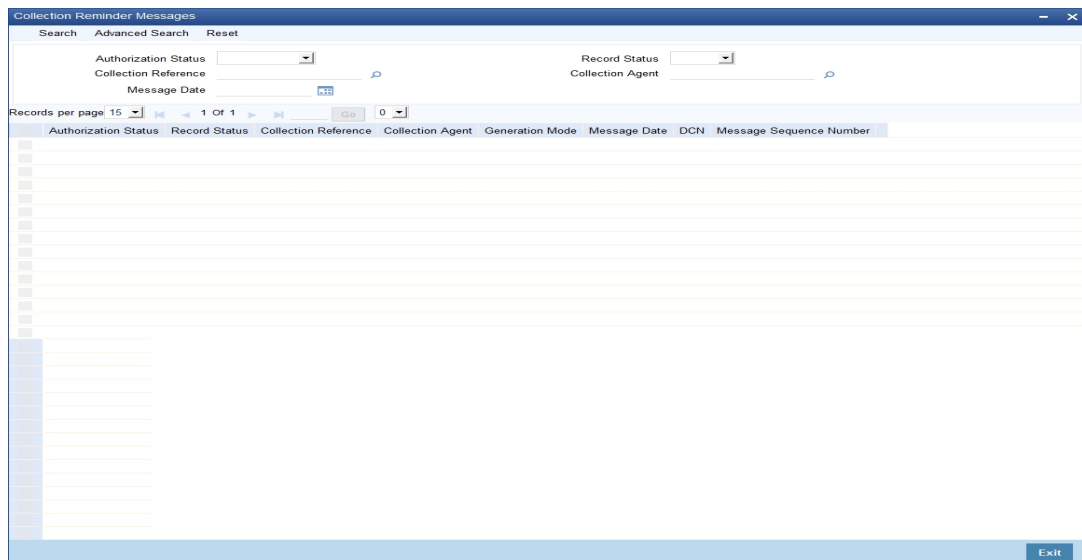 Collection Reminder Messages
Search Advanced Search Reset
Authorization Status Record Status
Collection Reference Collection Agent
Message Date
Records per page 15 1 Of 1 Go 0
Authorization Status Record Status Collection Reference Collection Agent Generation Mode Message Date DCN Message Sequence Number
Exit